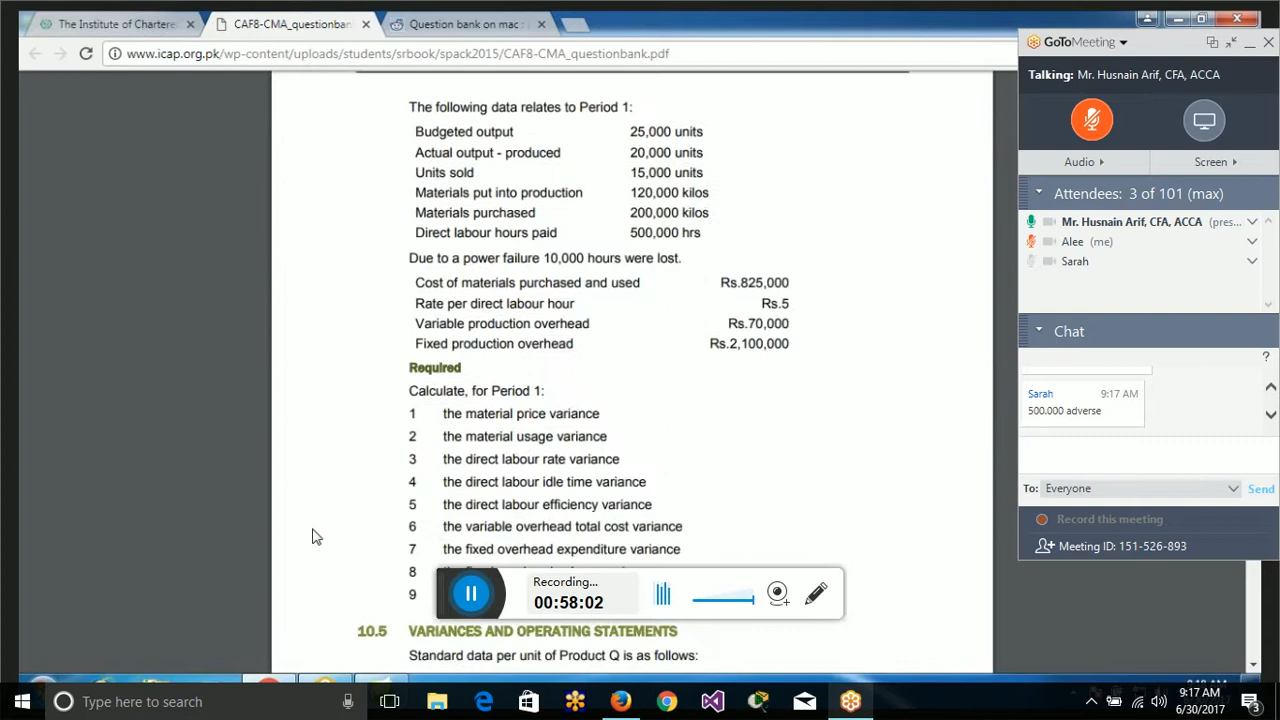 The Institute of Chartere
CAF8-CMA_questionban
Question bank on mac :
www.icap.org.pk/wp-content/uploads/students/srbook/spack2015/CAF8-CMA_questionbank.pdf
The following data relates to Period 1:
Budgeted output 25,000 units
Actual output - produced 20,000 units
Units sold 15,000 units
Materials put into production 120,000 kilos
Materials purchased 200,000 kilos
Direct labour hours paid 500,000 hrs
Due to a power failure 10,000 hours were lost.
Cost of materials purchased and used Rs.825,000
Rate per direct labour hour Rs.5
Variable production overhead Rs.70,000
Fixed production overhead Rs.2,100,000
Required
Calculate, for Period 1:
1 the material price variance
2 the material usage variance
3 the direct labour rate variance
4 the direct labour idle time variance
5 the direct labour efficiency variance
6 the variable overhead total cost variance
7 the fixed overhead expenditure variance
8
9
10.5 VARIANCES AND OPERATING STATEMENTS
Standard data per unit of Product Q is as follows:
Recording...
00:58:02
GoToMeeting
Talking: Mr. Husnain Arif, CFA, ACCA
Audio
Screen
Attendees: 3 of 101 (max)
Mr. Husnain Arif, CFA, ACCA (pres...
Alee (me)
Sarah
Chat
?
Sarah 9:17 AM
500.000 adverse
To: Everyone
Send
Record this meeting
Meeting ID: 151-526-893
Type here to search
9:17 AM
6/30/2017
3